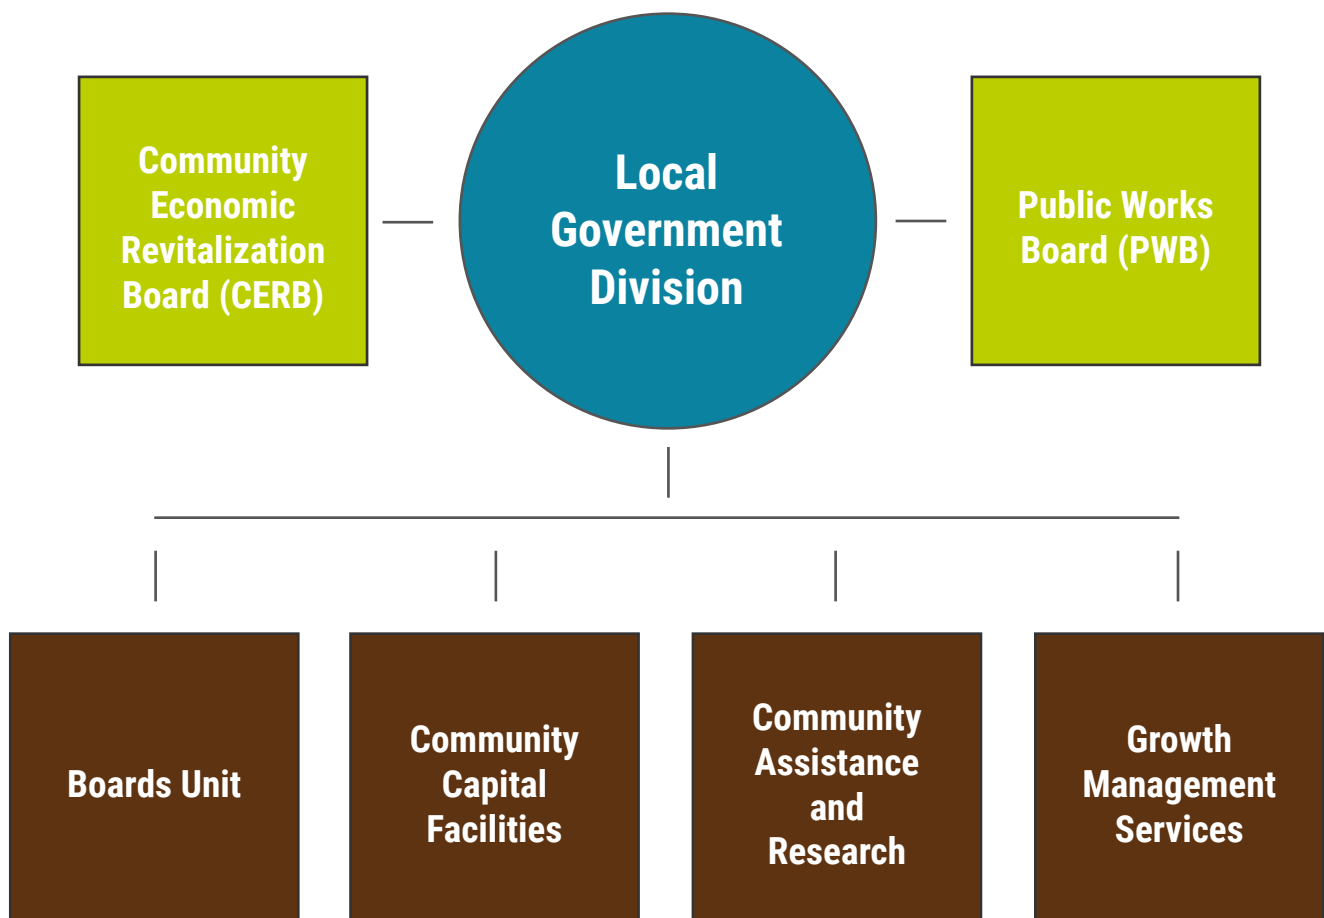 Community
Economic
Revitalization
Board (CERB)
Local
Government
Division
Public Works
Board (PWB)
Boards Unit
Community
Capital
Facilities
Community
Assistance
and
Research
Growth
Management
Services